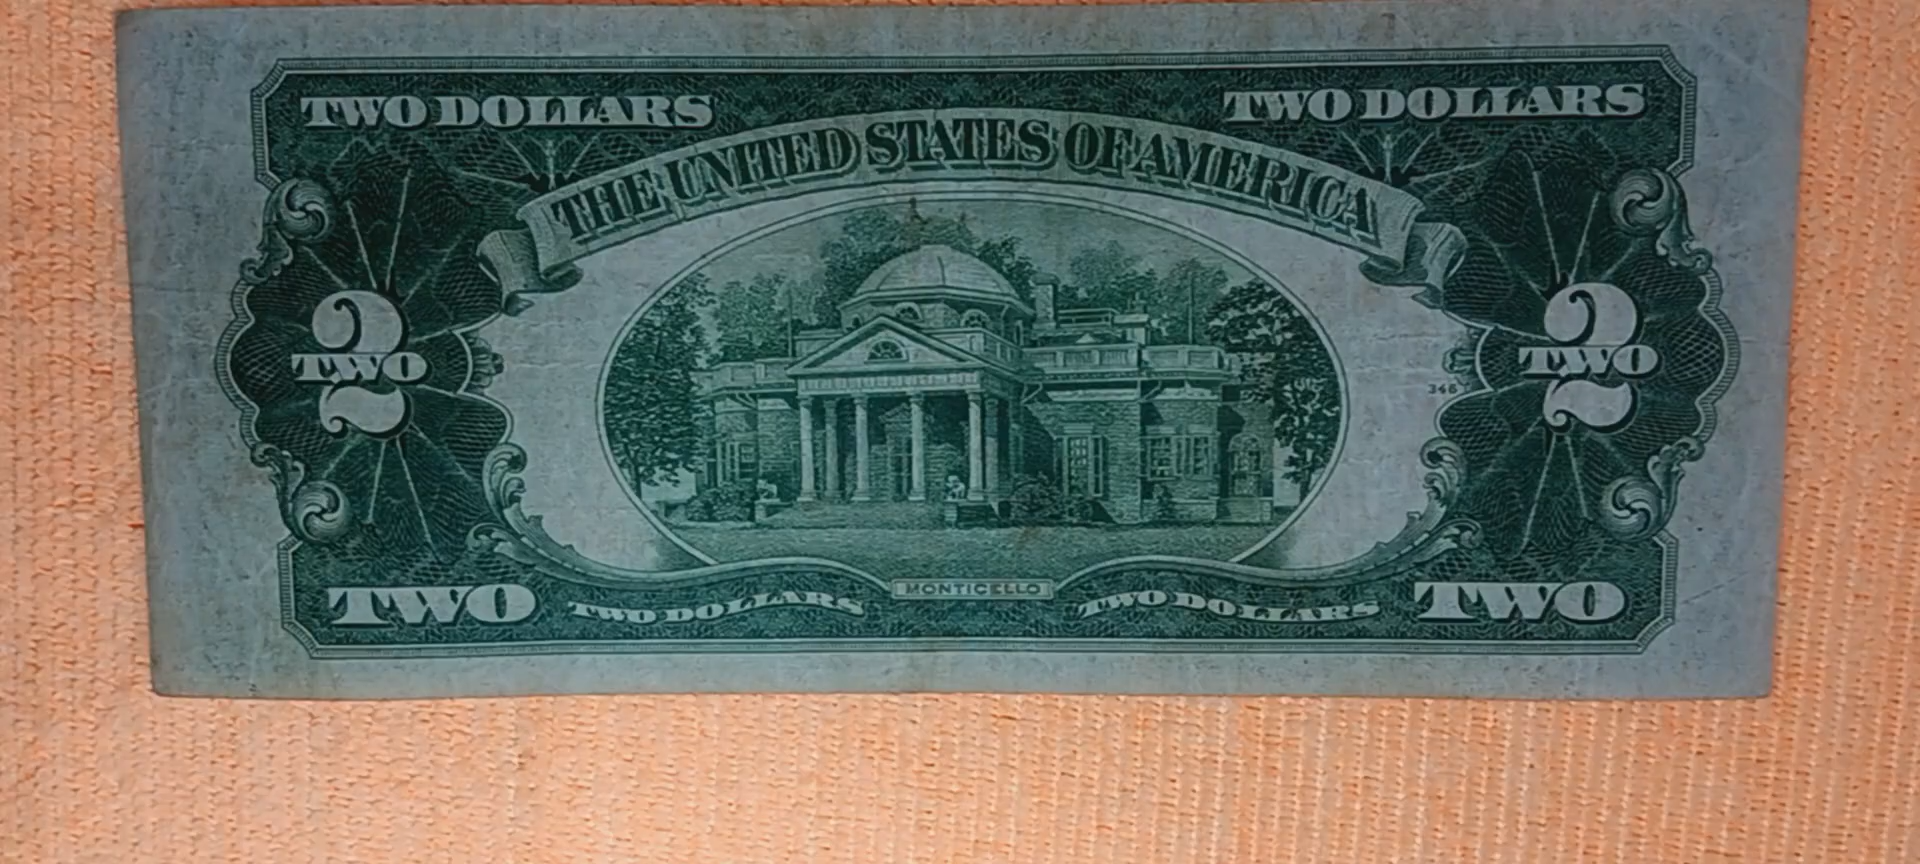 TWO DOLLARS
TWO DOLLARS
THE UNITED STATES OF AMERICA
2
TWO
2
TWO
346
MONTICELLO
TWO
TWO DOLLARS
TWO DOLLARS
TWO